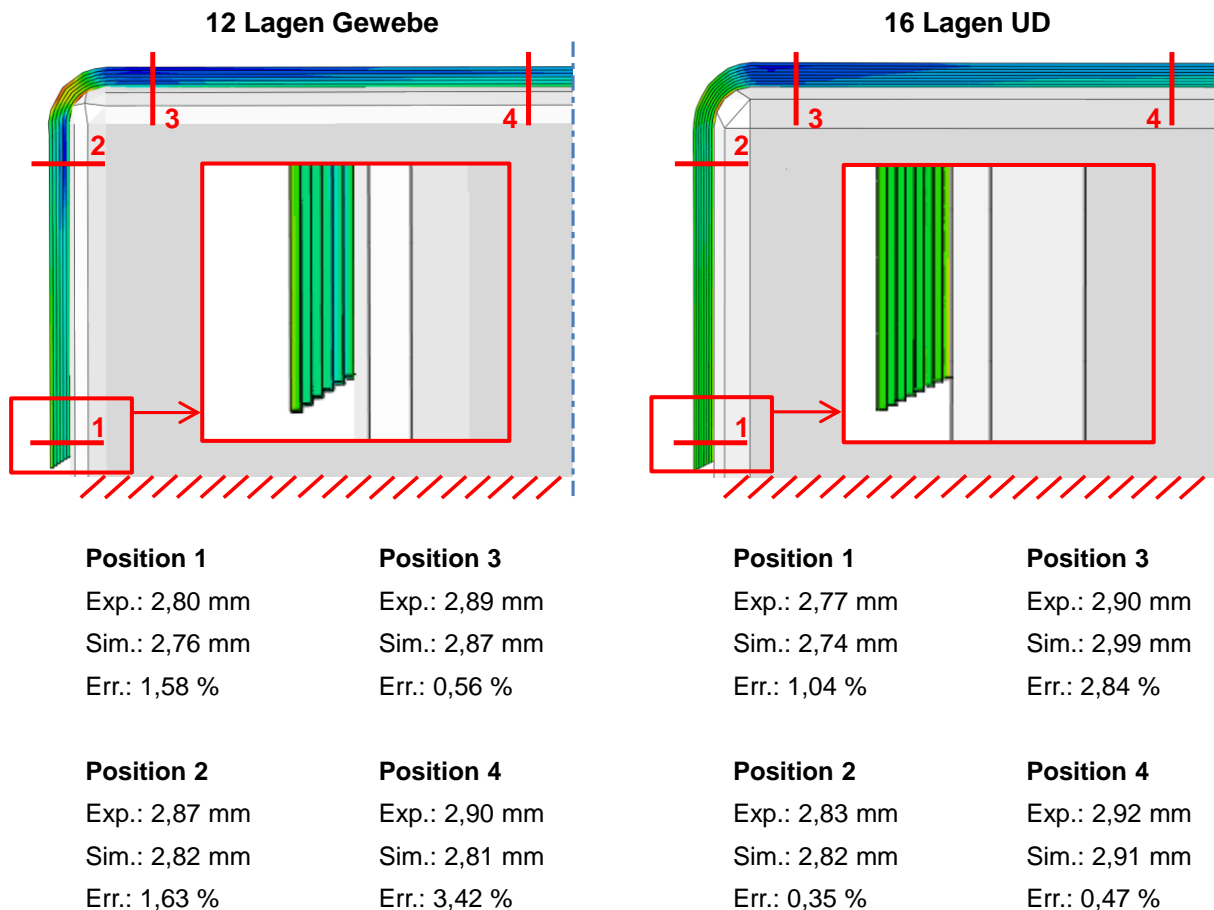 12 Lagen Gewebe
3
4
2
1
Position 1
Exp.: 2,80 mm
Sim.: 2,76 mm
Err.: 1,58 %
Position 3
Exp.: 2,89 mm
Sim.: 2,87 mm
Err.: 0,56 %
Position 2
Exp.: 2,87 mm
Sim.: 2,82 mm
Err.: 1,63 %
Position 4
Exp.: 2,90 mm
Sim.: 2,81 mm
Err.: 3,42 %
16 Lagen UD
3
4
2
1
Position 1
Exp.: 2,77 mm
Sim.: 2,74 mm
Err.: 1,04 %
Position 3
Exp.: 2,90 mm
Sim.: 2,99 mm
Err.: 2,84 %
Position 2
Exp.: 2,83 mm
Sim.: 2,82 mm
Err.: 0,35 %
Position 4
Exp.: 2,92 mm
Sim.: 2,91 mm
Err.: 0,47 %